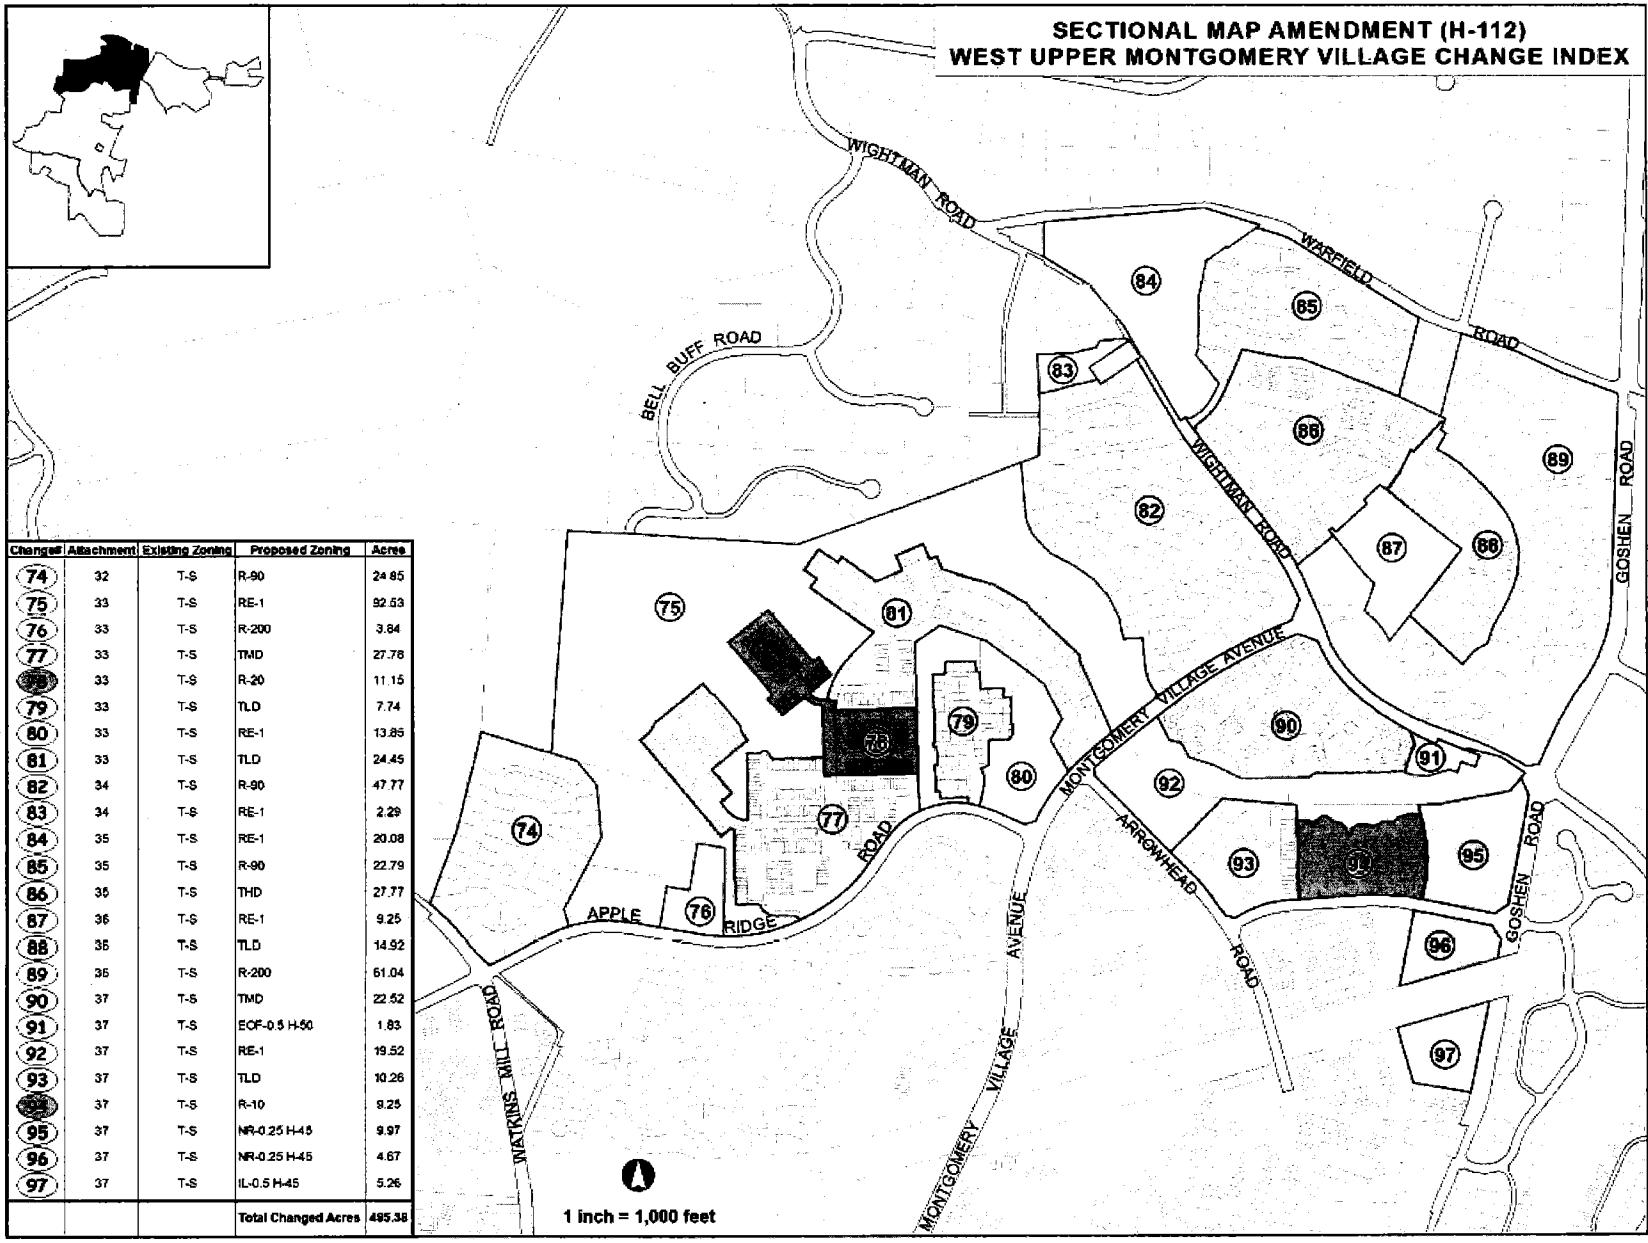 SECTIONAL MAP AMENDMENT (H-112)
WEST UPPER MONTGOMERY VILLAGE CHANGE INDEX
WIGHTMAN ROAD
WARFIELD ROAD
BELL BUFF ROAD
WIGHTMAN ROAD
GOSHEN ROAD
MONTGOMERY VILLAGE AVENUE
APPLE RIDGE ROAD
ARROWHEAD ROAD
GOSHEN ROAD
WATKINS MILL ROAD
MONTGOMERY VILLAGE AVENUE
84
85
83
86
89
82
87
88
75
81
79
78
80
90
91
92
74
77
76
93
95
96
97
Change# Attachment Existing Zoning Proposed Zoning Acres
74 32 T-S R-90 24.85
75 33 T-S RE-1 92.53
76 33 T-S R-200 3.84
77 33 T-S TMD 27.78
78 33 T-S R-20 11.15
79 33 T-S TLD 7.74
80 33 T-S RE-1 13.85
81 33 T-S TLD 24.45
82 34 T-S R-90 47.77
83 34 T-S RE-1 2.29
84 35 T-S RE-1 20.08
85 35 T-S R-90 22.79
86 35 T-S THD 27.77
87 36 T-S RE-1 9.25
88 T-S TLD 14.92
89 T-S R-200 61.04
90 37 T-S TMD 22.52
91 37 T-S EOF-0.5 H-50 1.83
92 37 T-S RE-1 19.52
93 37 T-S TLD 10.26
94 37 T-S R-10 9.25
95 37 T-S NR-0.25 H-45 9.97
96 37 T-S NR-0.25 H-45 4.67
97 37 T-S IL-0.5 H-45 5.26
Total Changed Acres 495.38
1 inch = 1,000 feet